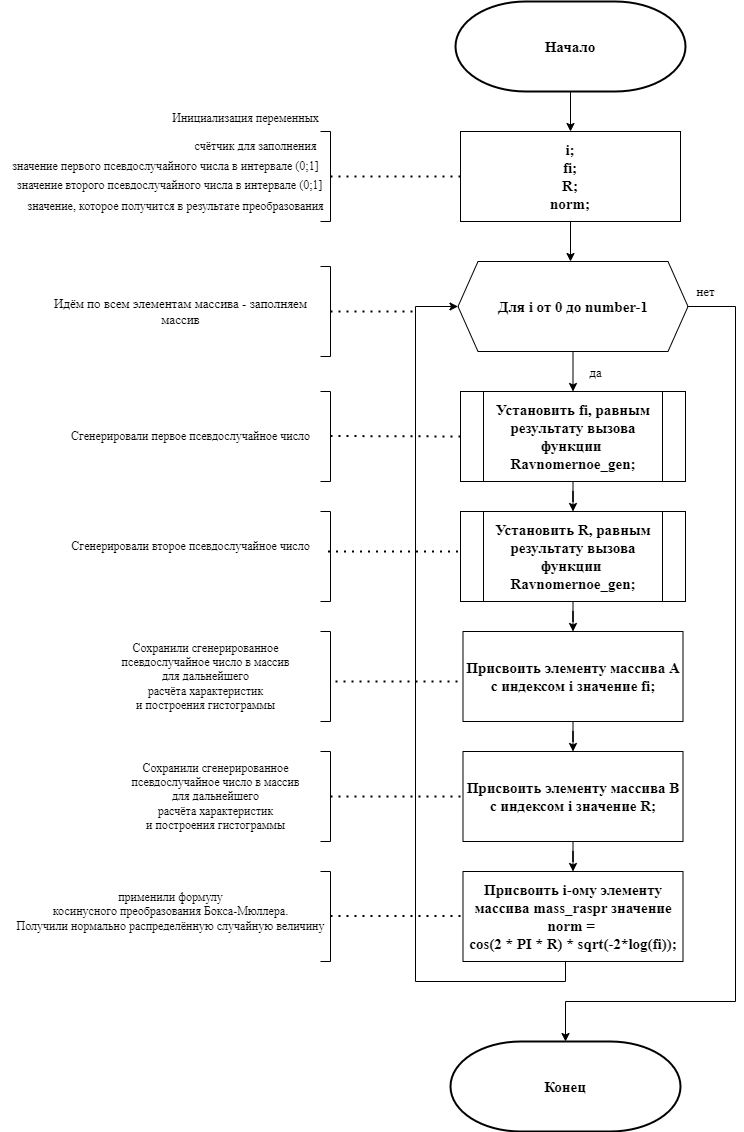 Начало
Инициализация переменных
счётчик для заполнения
значение первого псевдослучайного числа в интервале (0;1]
значение второго псевдослучайного числа в интервале (0;1]
значение, которое получится в результате преобразования
i;
fi;
R;
norm;
Идём по всем элементам массива - заполняем
массив
Для i от 0 до number-1
нет
да
Сгенерировали первое псевдослучайное число
Установить fi, равным
результату вызова
функции
Ravnomernoe_gen;
Сгенерировали второе псевдослучайное число
Установить R, равным
результату вызова
функции
Ravnomernoe_gen;
Сохранили сгенерированное
псевдослучайное число в массив
для дальнейшего
расчёта характеристик
и построения гистограммы
Присвоить элементу массива A
с индексом i значение fi;
Сохранили сгенерированное
псевдослучайное число в массив
для дальнейшего
расчёта характеристик
и построения гистограммы
Присвоить элементу массива B
с индексом i значение R;
применили формулу
косинусного преобразования Бокса-Мюллера.
Получили нормально распределённую случайную величину
Присвоить i-ому элементу
массива mass_raspr значение
norm =
cos(2 * PI * R) * sqrt(-2*log(fi));
Конец